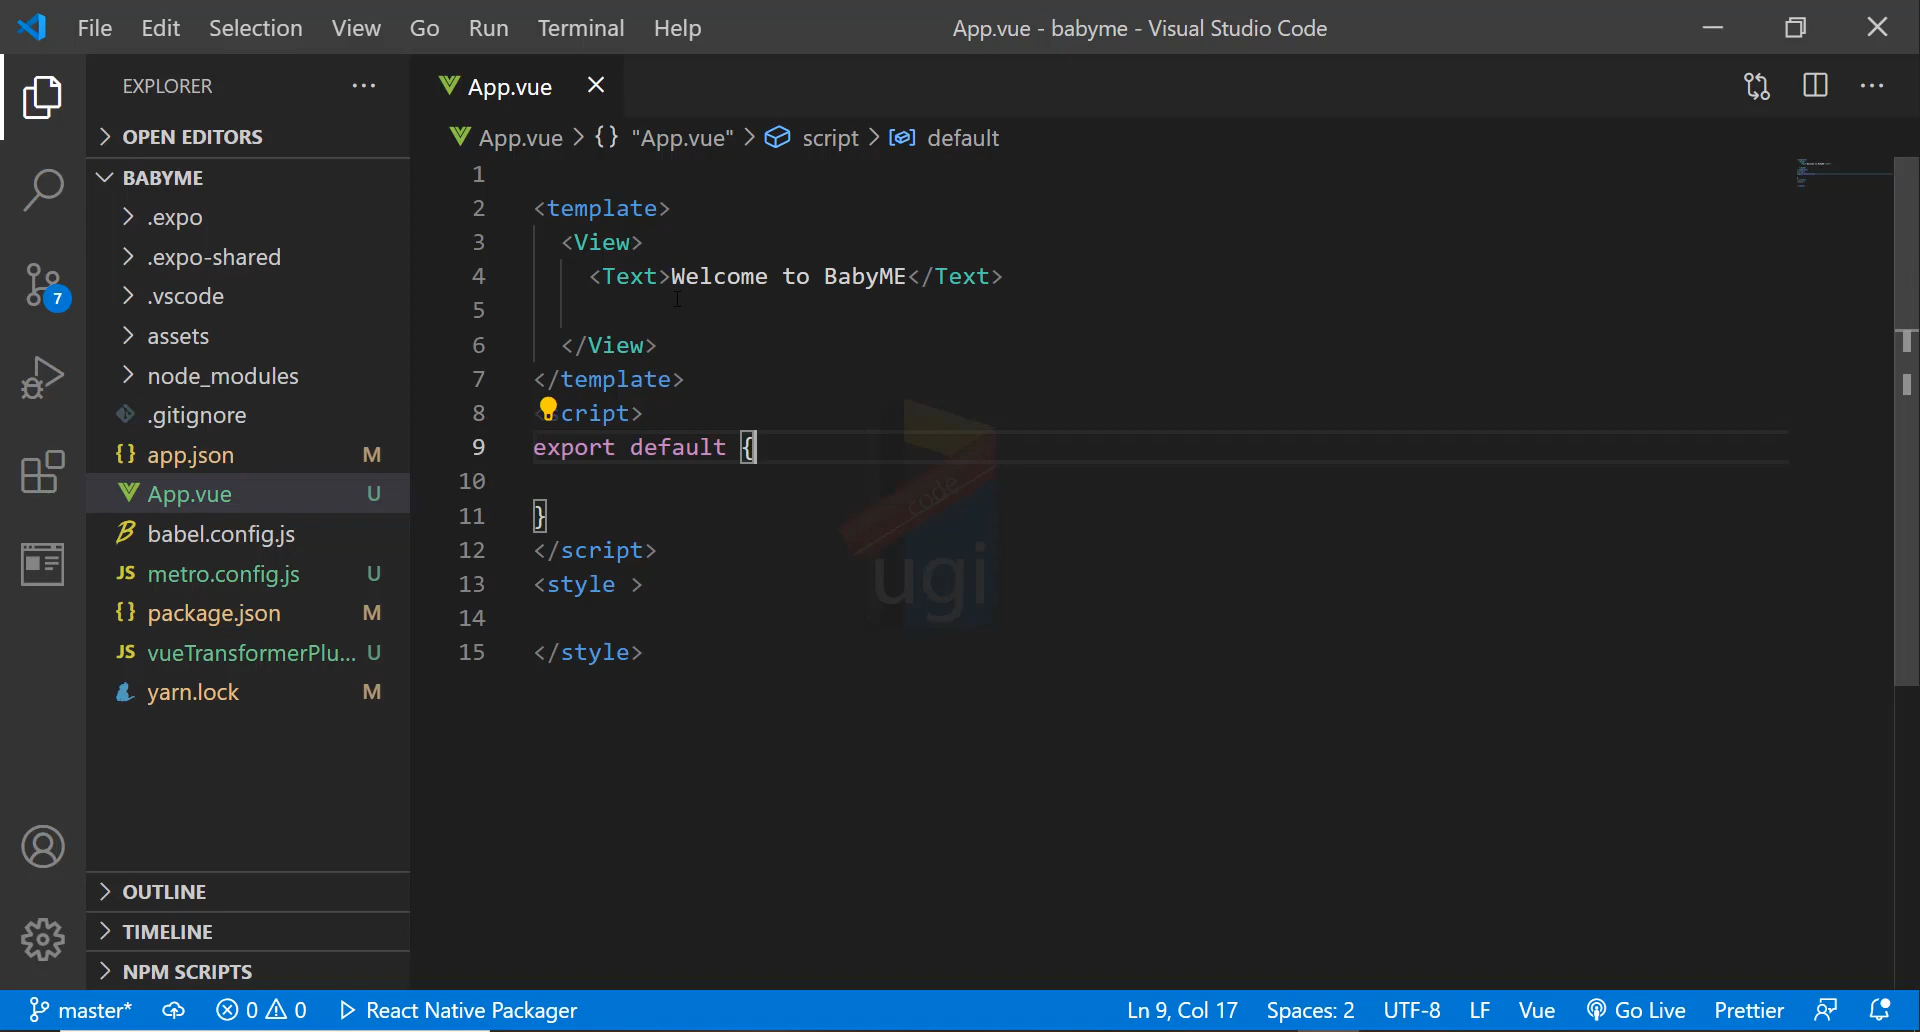 File Edit Selection View Go Run Terminal Help
App.vue - babyme - Visual Studio Code
EXPLORER
OPEN EDITORS
BABYME
.expo
.expo-shared
.vscode
assets
node_modules
.gitignore
{} app.json M
App.vue U
babel.config.js
JS metro.config.js U
{} package.json M
JS vueTransformerPlu... U
yarn.lock M
OUTLINE
TIMELINE
NPM SCRIPTS
7
App.vue
App.vue > {} "App.vue" > script > default
1
2 <template>
3 <View>
4 <Text>Welcome to BabyME</Text>
5
6 </View>
7 </template>
8 cript>
9 export default {
10
11 }
12 </script>
13 <style >
14
15 </style>
code
ugi
master* 0 0 React Native Packager
Ln 9, Col 17 Spaces: 2 UTF-8 LF Vue Go Live Prettier